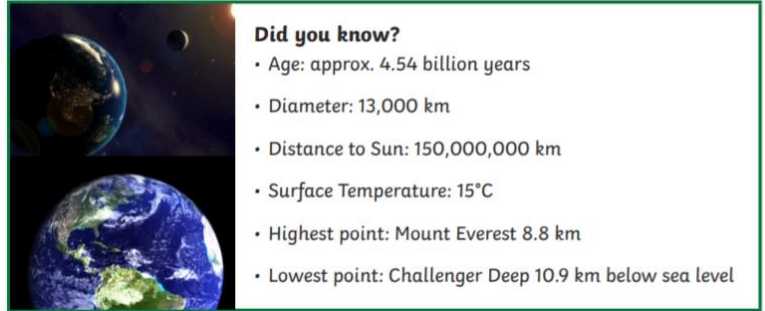 Did you know?
• Age: approx. 4.54 billion years
• Diameter: 13,000 km
• Distance to Sun: 150,000,000 km
• Surface Temperature: 15°C
• Highest point: Mount Everest 8.8 km
• Lowest point: Challenger Deep 10.9 km below sea level